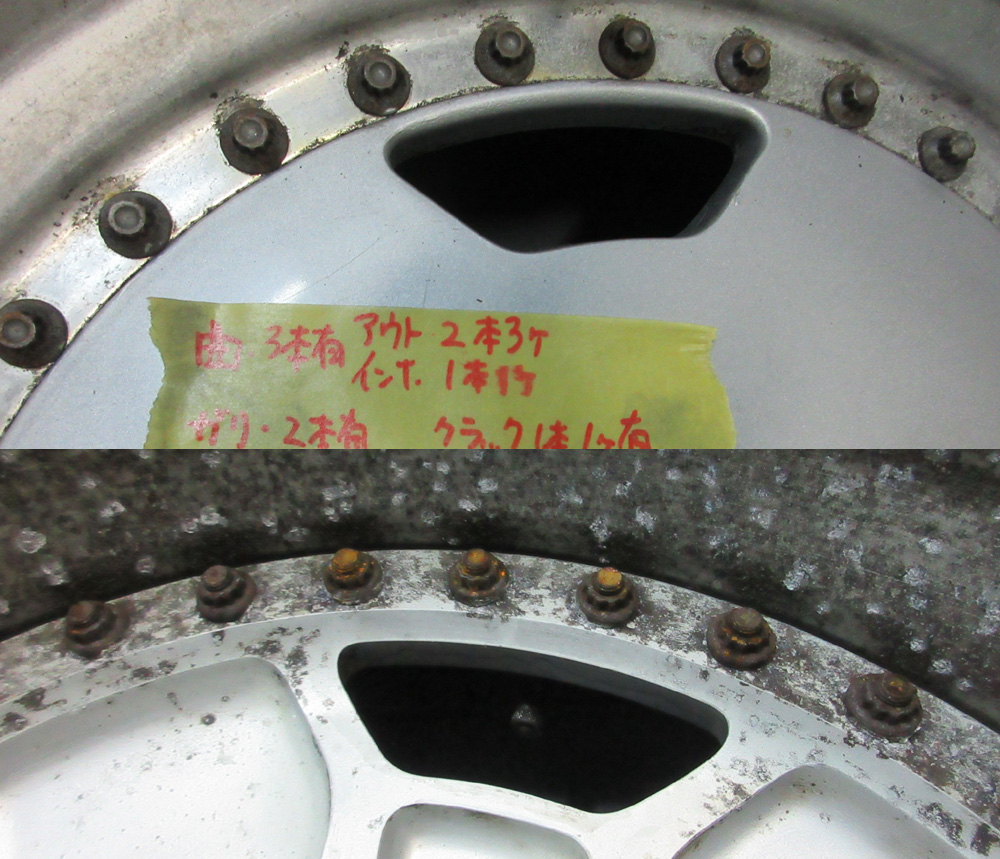 曲 3本有 アウト 2本3ヶ
インナ. 1本1ヶ
ガリ・2本有 クラック1本1ヶ有